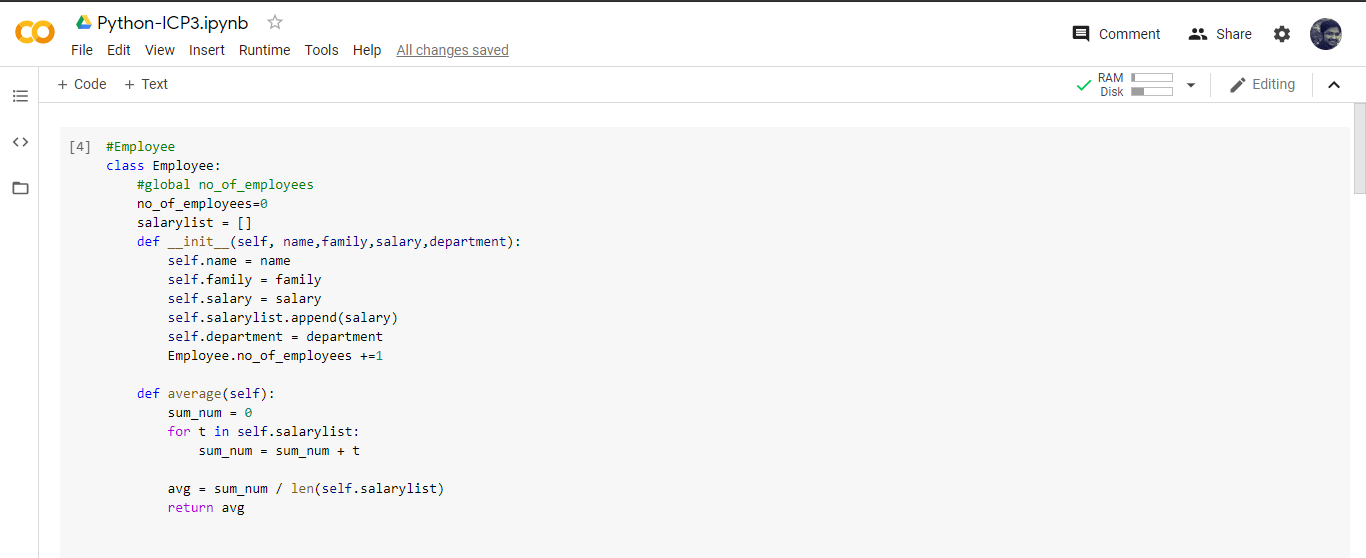 Python-ICP3.ipynb
Comment Share
File Edit View Insert Runtime Tools Help All changes saved
+ Code + Text
RAM
Disk
Editing
[4] #Employee
class Employee:
    #global no_of_employees
    no_of_employees=0
    salarylist = []
    def __init__(self, name,family,salary,department):
        self.name = name
        self.family = family
        self.salary = salary
        self.salarylist.append(salary)
        self.department = department
        Employee.no_of_employees +=1
    def average(self):
        sum_num = 0
        for t in self.salarylist:
            sum_num = sum_num + t
        avg = sum_num / len(self.salarylist)
        return avg